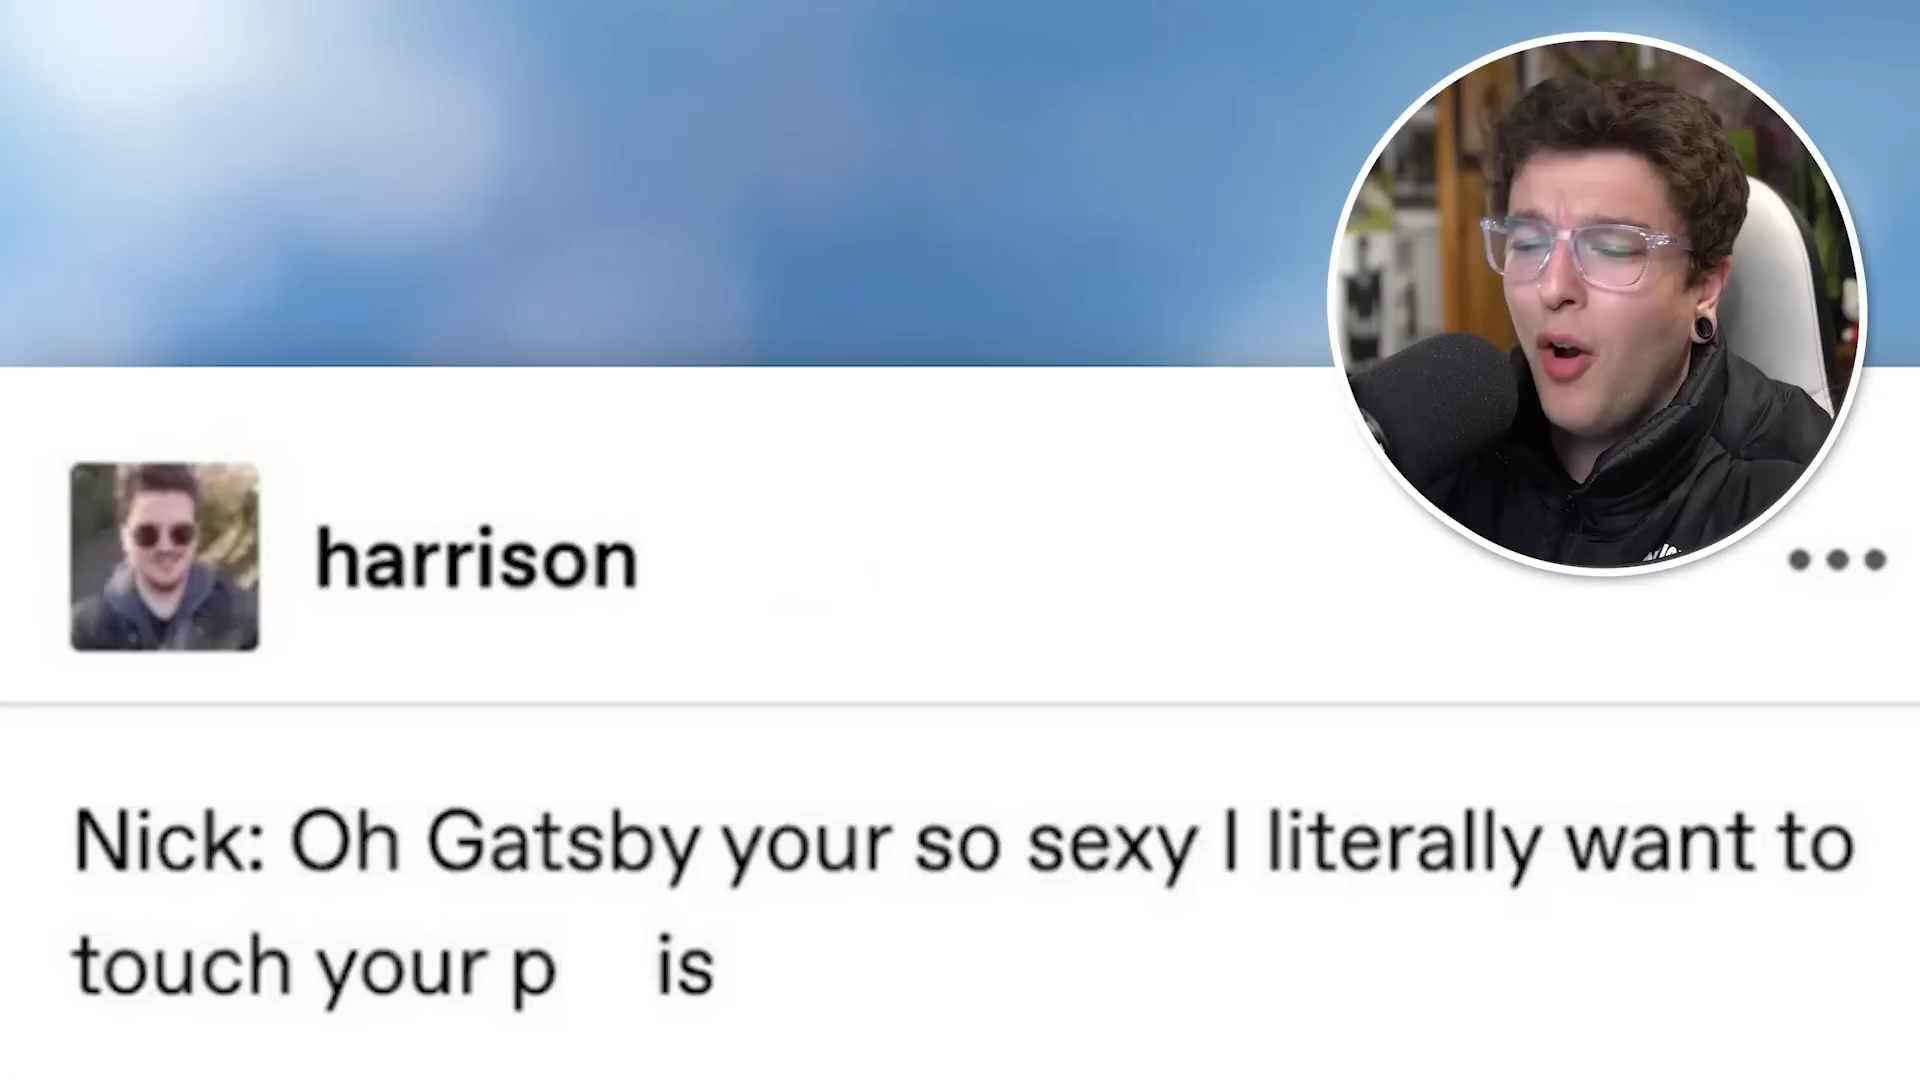 harrison
Nick: Oh Gatsby your so sexy I literally want to
touch your p is